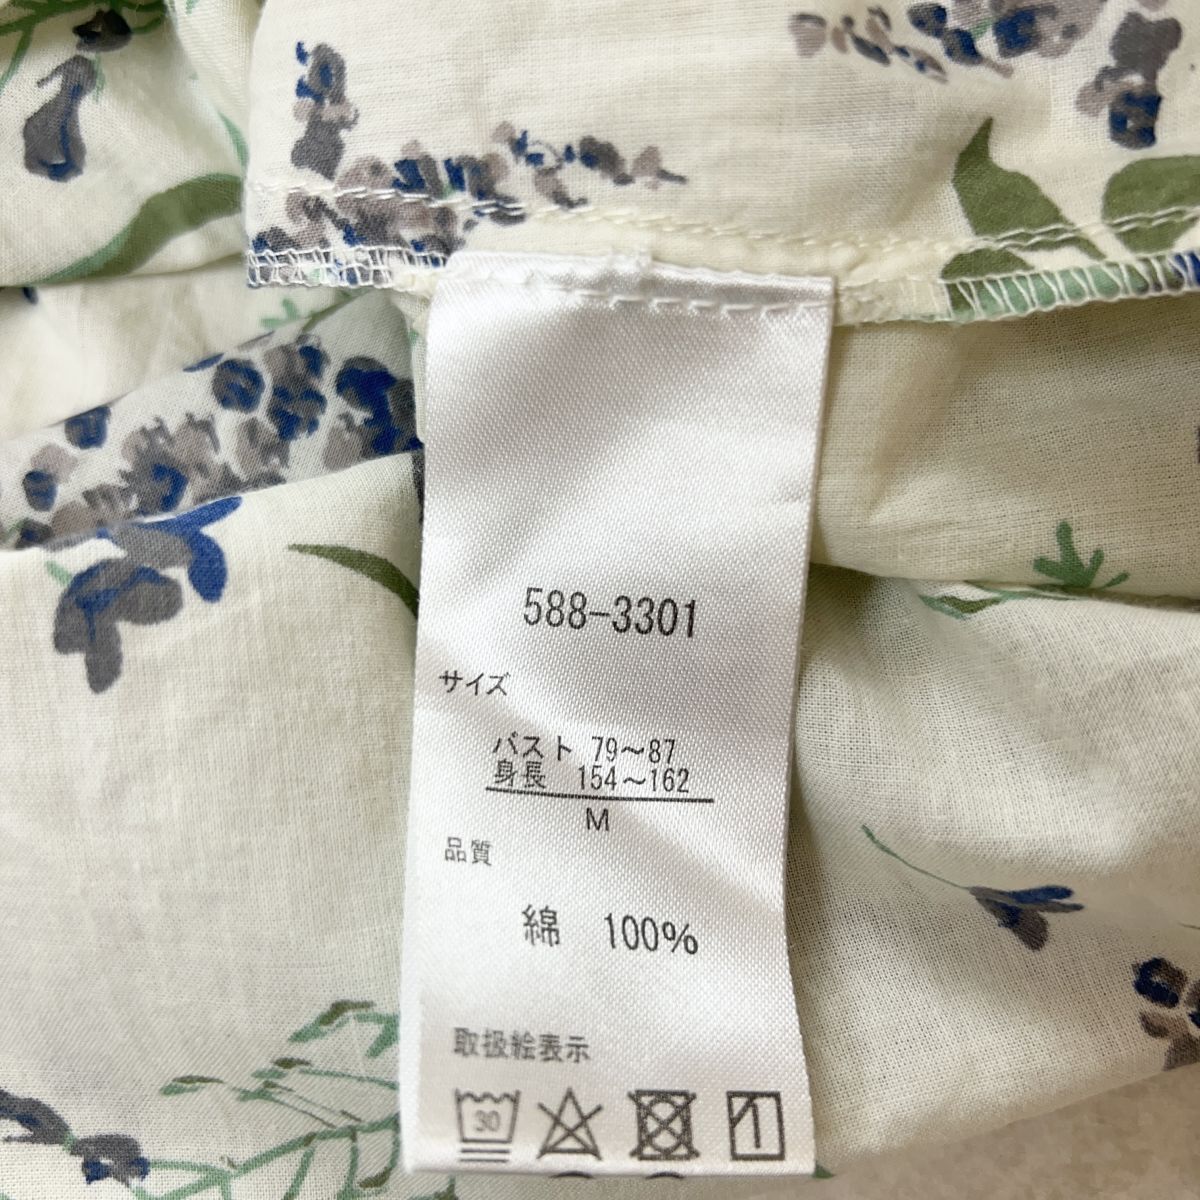 588-3301
サイズ
バスト 79～87
身長 154～162
M
品質
綿 100%
取扱絵表示
30